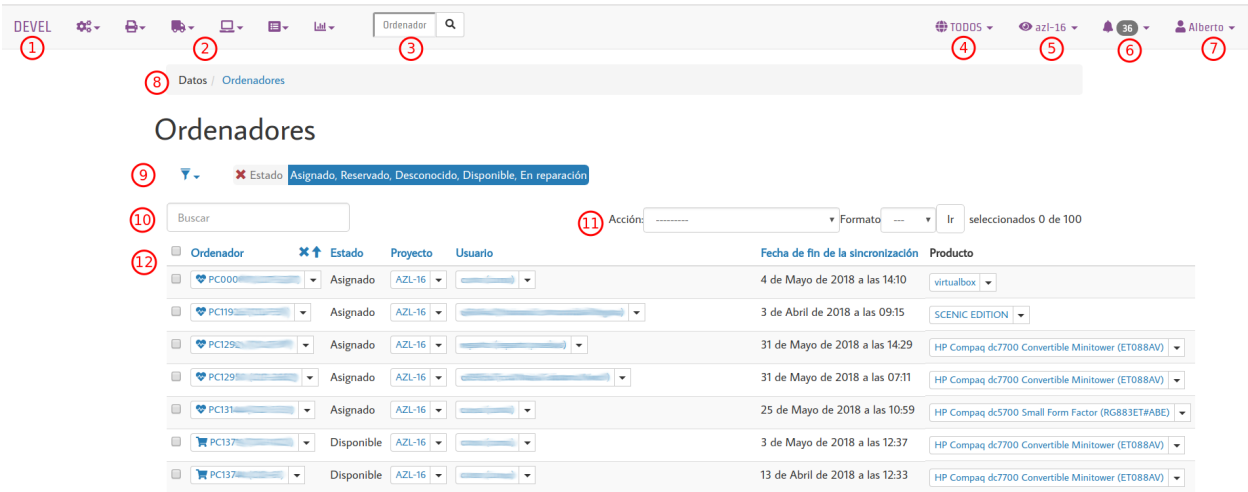 DEVEL Ordenador TODOS azl-16 36 Alberto
1 2 3 4 5 6 7
8 Datos / Ordenadores
Ordenadores
9 Estado Asignado, Reservado, Desconocido, Disponible, En reparación
10 Buscar 11 Acción: --------- Formato --- Ir seleccionados 0 de 100
12 Ordenador Estado Proyecto Usuario Fecha de fin de la sincronización Producto
PC000 Asignado AZL-16 4 de Mayo de 2018 a las 14:10 virtualbox
PC119 Asignado AZL-16 3 de Abril de 2018 a las 09:15 SCENIC EDITION
PC129 Asignado AZL-16 31 de Mayo de 2018 a las 14:29 HP Compaq dc7700 Convertible Minitower (ET088AV)
PC129 Asignado AZL-16 31 de Mayo de 2018 a las 07:11 HP Compaq dc7700 Convertible Minitower (ET088AV)
PC131 Asignado AZL-16 25 de Mayo de 2018 a las 10:59 HP Compaq dc5700 Small Form Factor (RG883ET#ABE)
PC137 Disponible AZL-16 3 de Mayo de 2018 a las 12:37 HP Compaq dc7700 Convertible Minitower (ET088AV)
PC137 Disponible AZL-16 13 de Abril de 2018 a las 12:33 HP Compaq dc7700 Convertible Minitower (ET088AV)